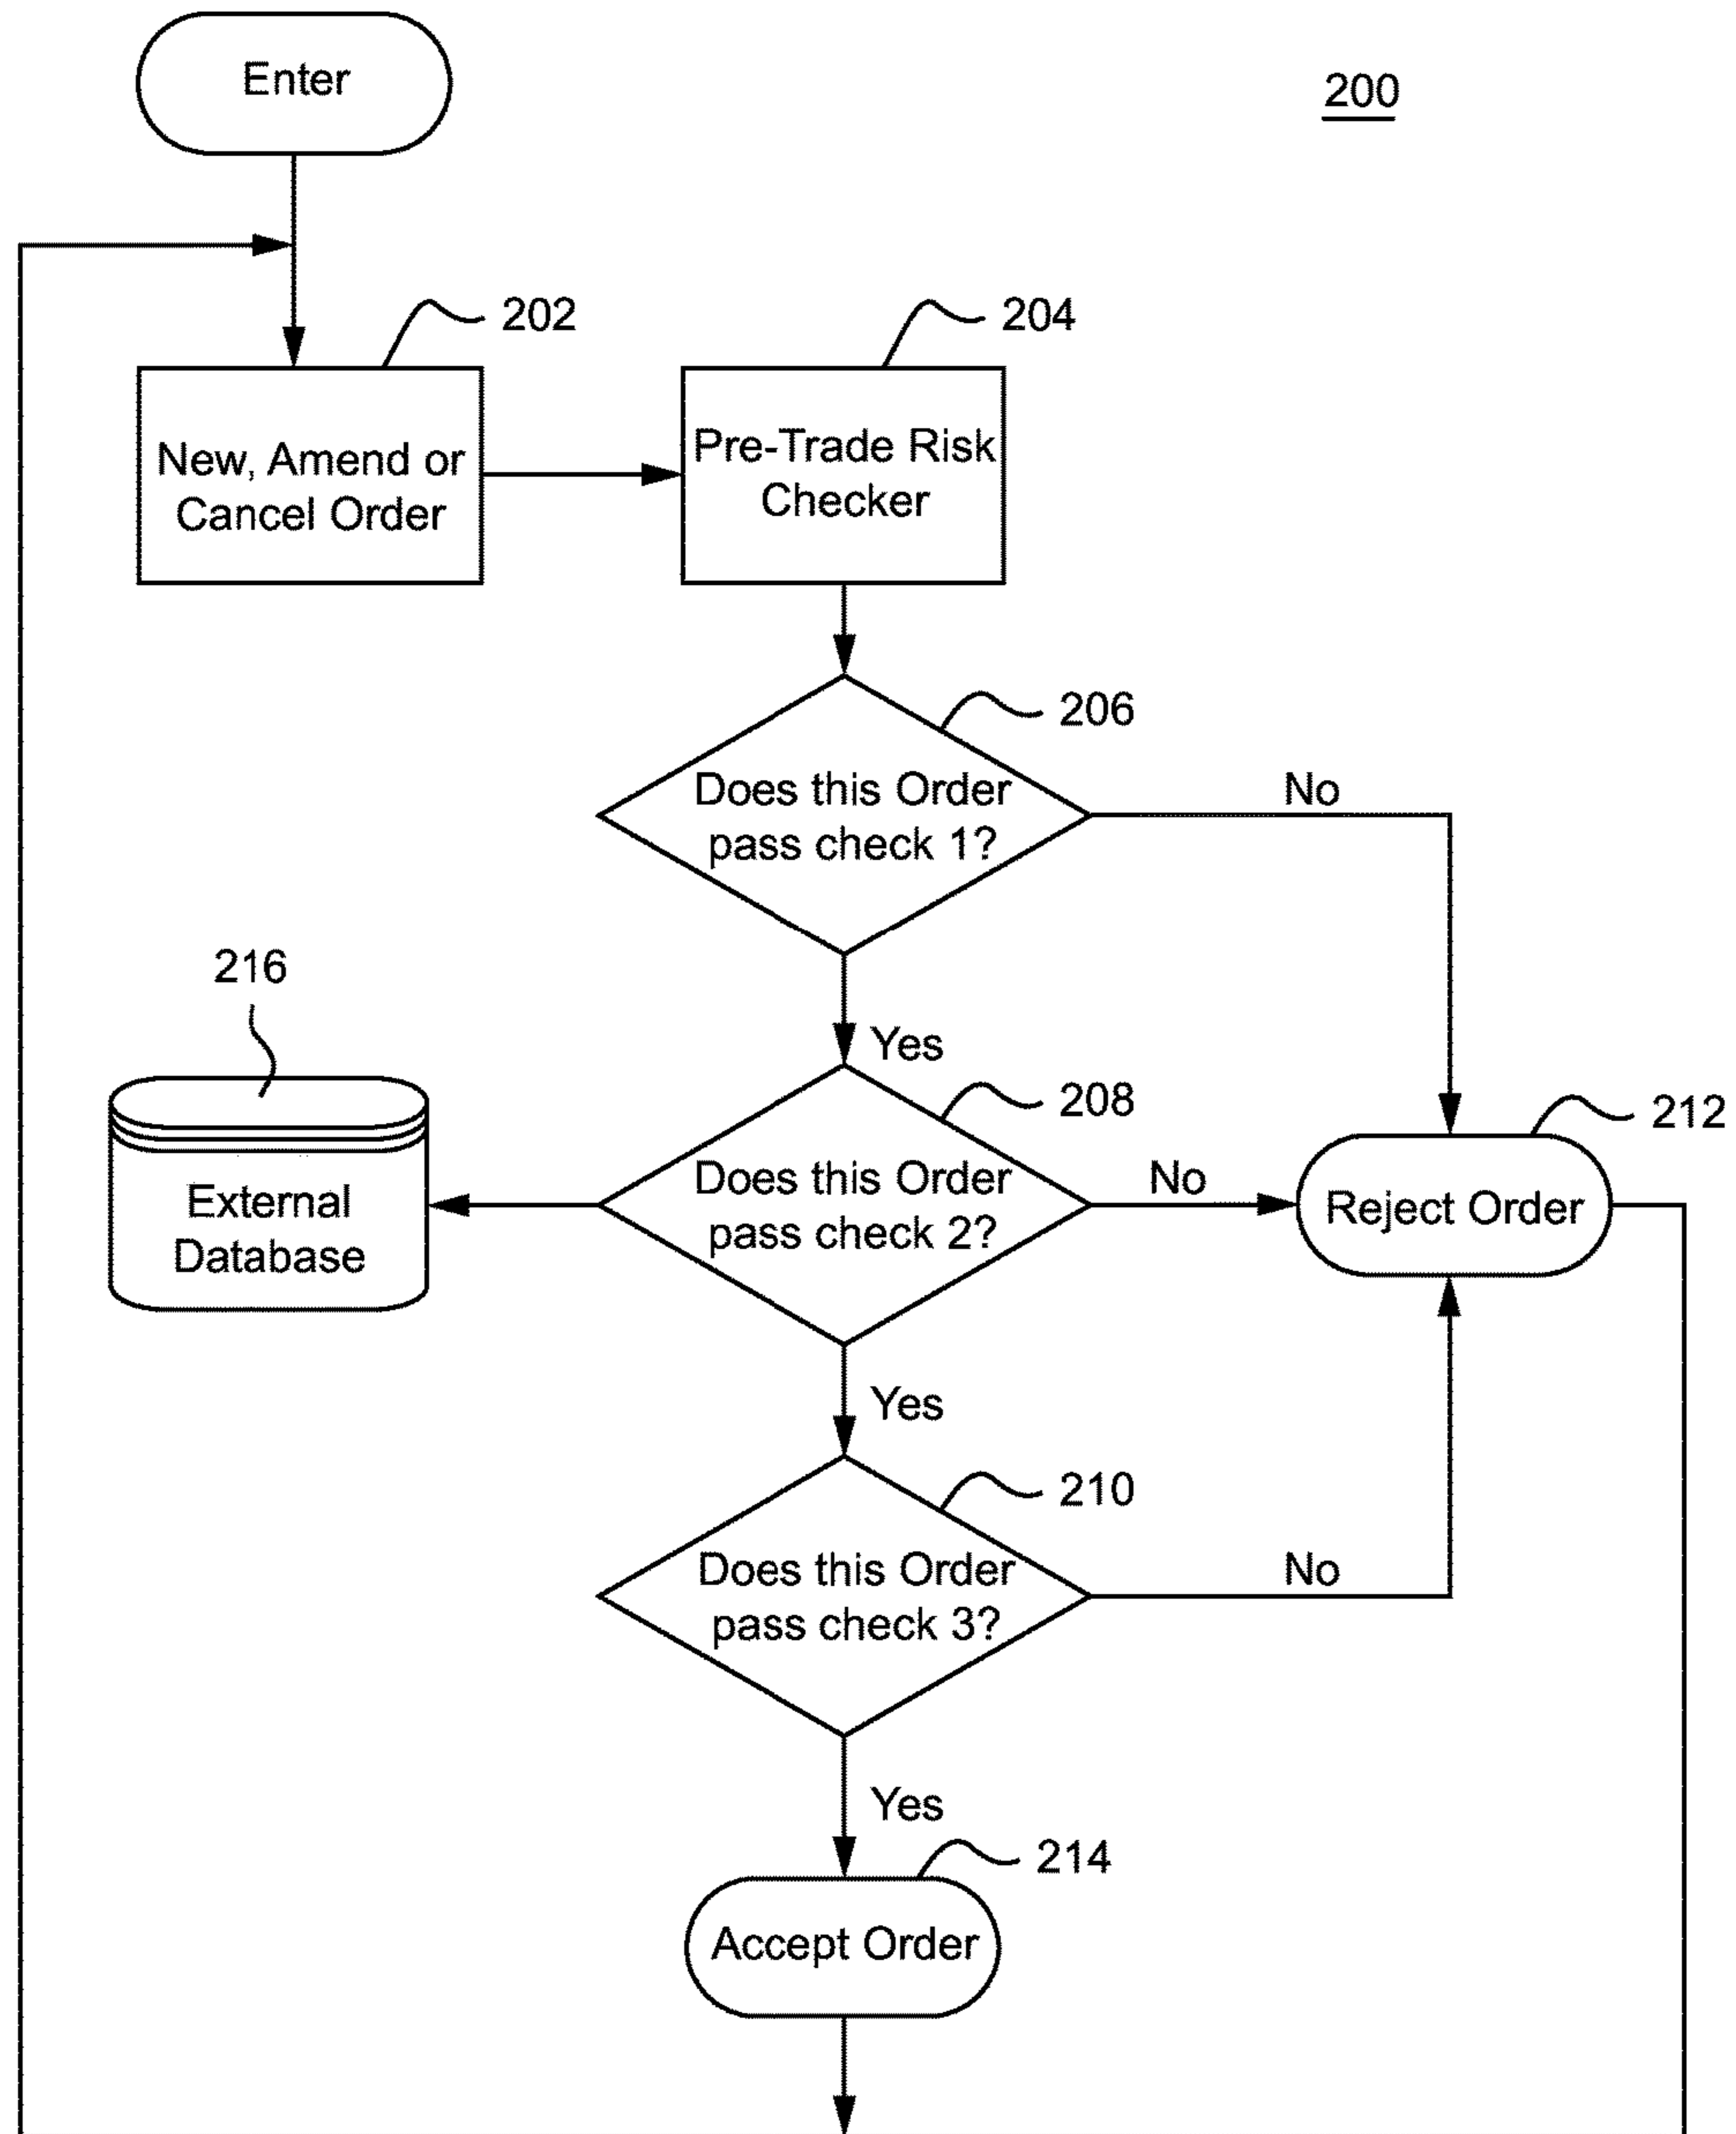 Enter
200
202
204
New, Amend or
Cancel Order
Pre-Trade Risk
Checker
206
Does this Order
pass check 1?
No
216
Yes
208
212
External
Database
Does this Order
pass check 2?
No
Reject Order
Yes
210
Does this Order
pass check 3?
No
Yes
214
Accept Order